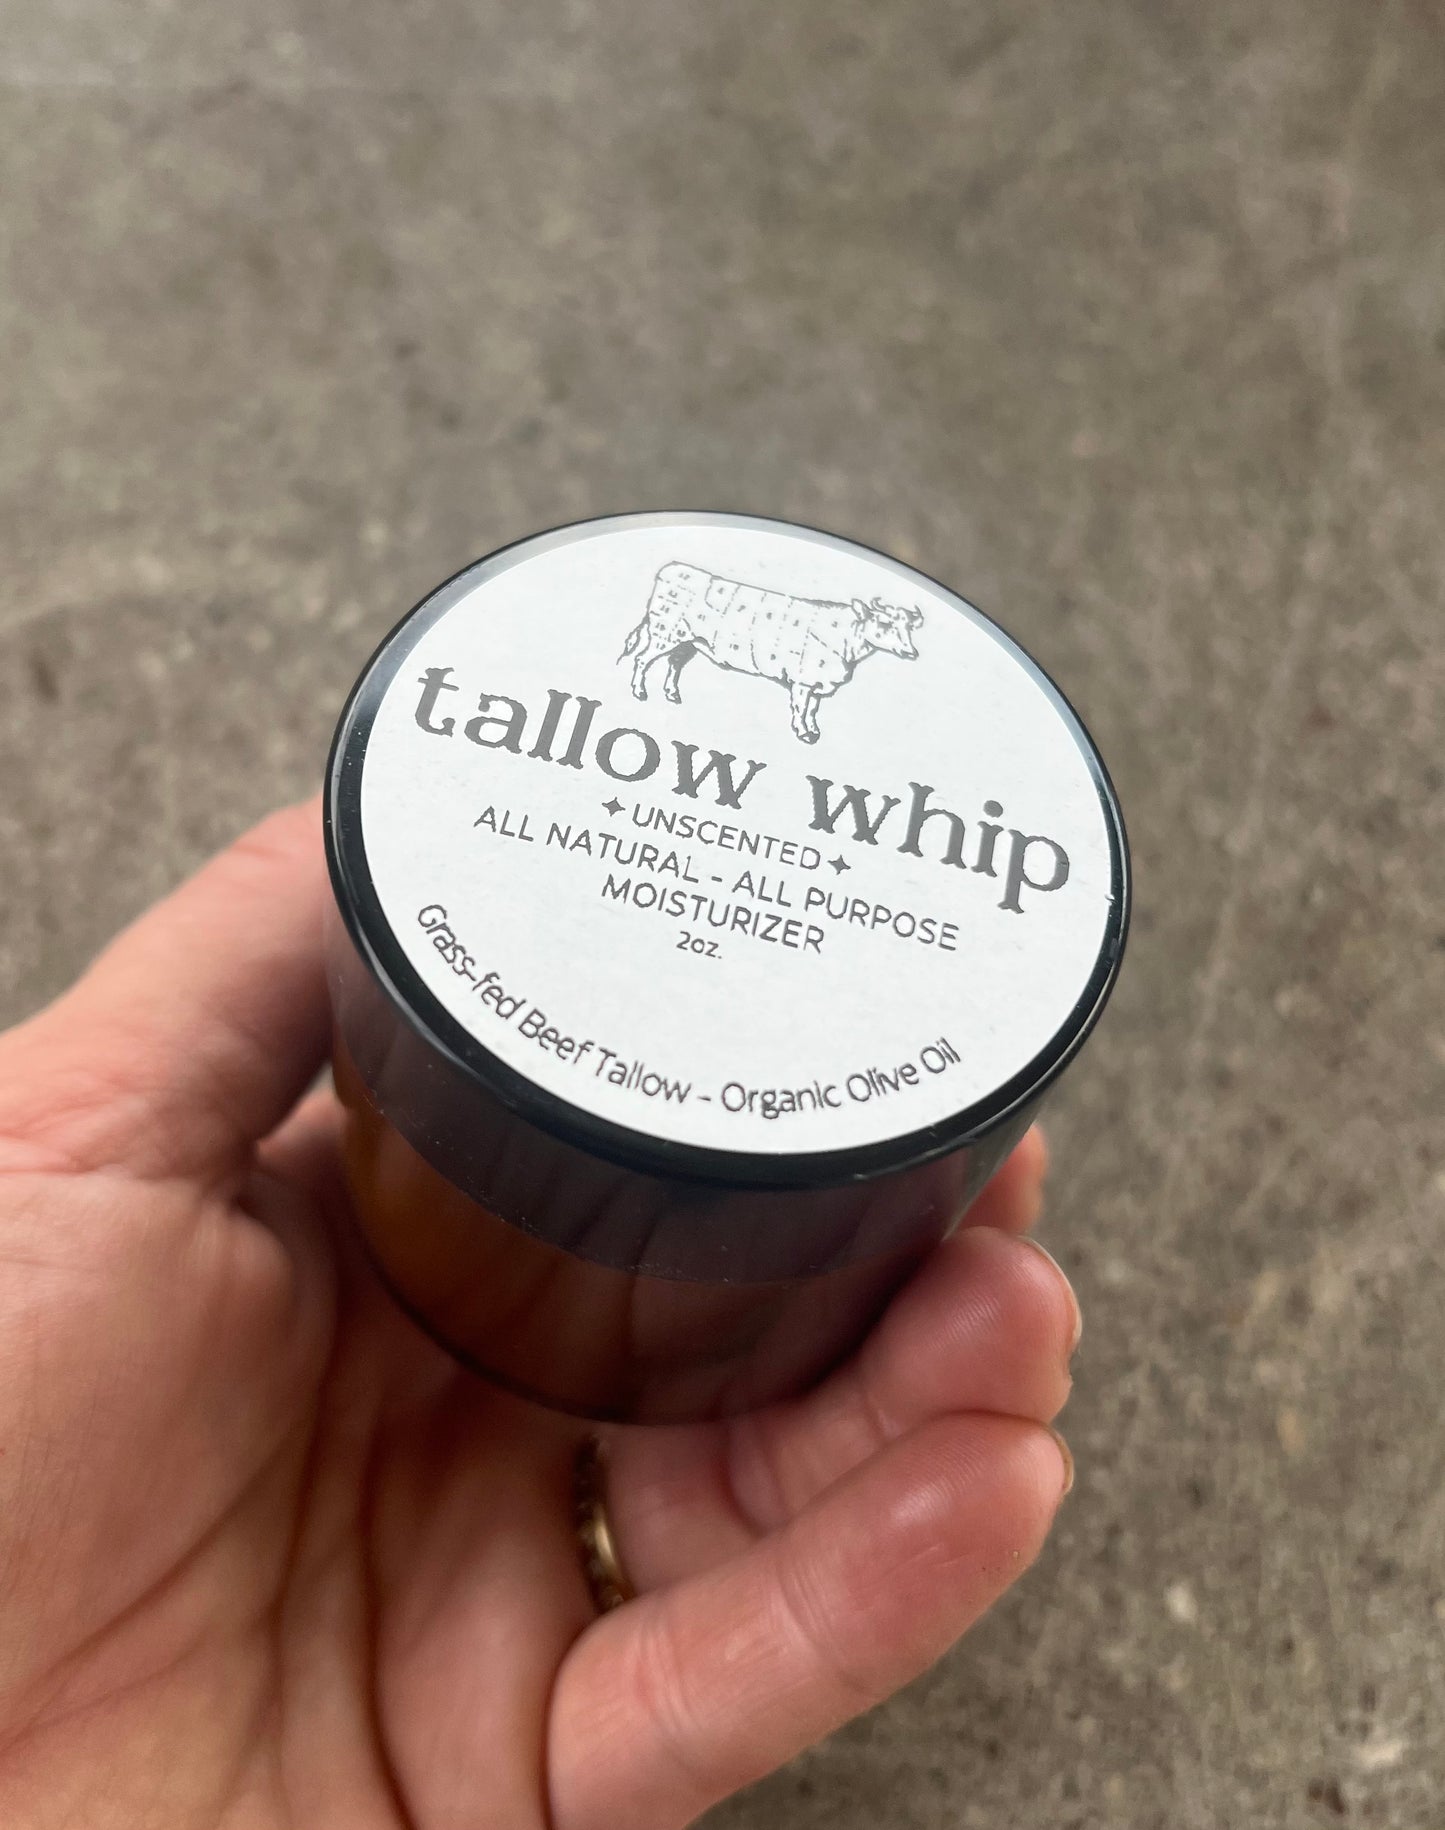 tallow whip
✦UNSCENTED✦
ALL NATURAL - ALL PURPOSE
MOISTURIZER
2oz.
Grass-fed Beef Tallow - Organic Olive Oil